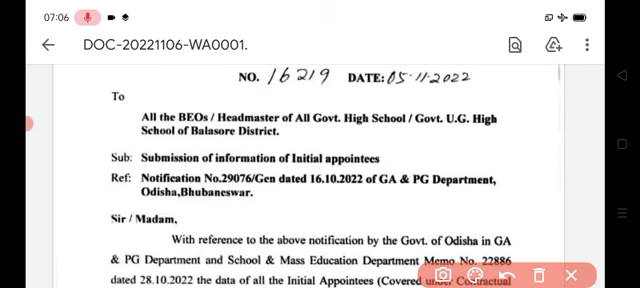 07:06
DOC-20221106-WA0001.
NO. 16219 DATE: 05.11.2022
To
All the BEOs / Headmaster of All Govt. High School / Govt. U.G. High
School of Balasore District.
Sub: Submission of information of Initial appointees
Ref: Notification No.29076/Gen dated 16.10.2022 of GA & PG Department,
Odisha,Bhubaneswar.
Sir / Madam,
With reference to the above notification by the Govt. of Odisha in GA
& PG Department and School & Mass Education Department Memo No. 22886
dated 28.10.2022 the data of all the Initial Appointees (Covered under Contractual